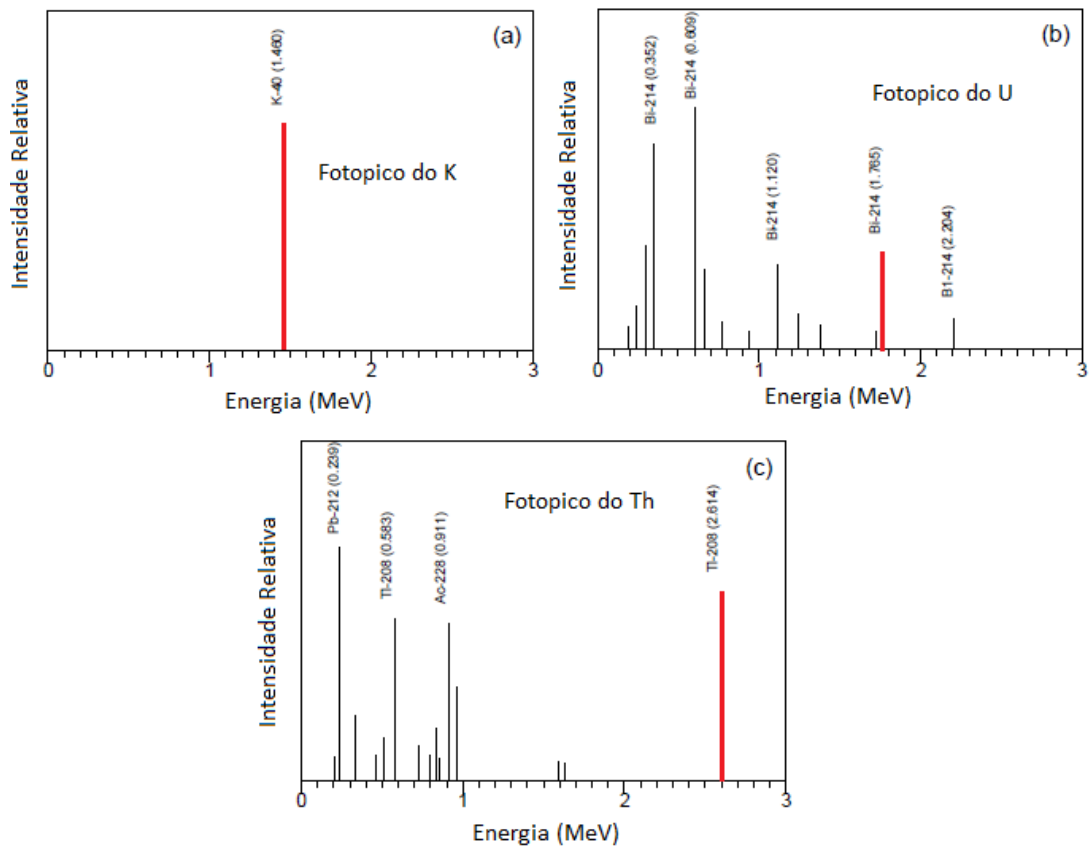 (a)
Intensidade Relativa
K-40 (1.460)
Fotopico do K
0
1
2
3
Energia (MeV)
(b)
Intensidade Relativa
Bi-214 (0.352)
Bi-214 (0.609)
Bi-214 (1.120)
Bi-214 (1.765)
B1-214 (2.204)
Fotopico do U
0
1
2
3
Energia (MeV)
(c)
Intensidade Relativa
Pb-212 (0.239)
Tl-208 (0.583)
Ac-228 (0.911)
Tl-208 (2.614)
Fotopico do Th
0
1
2
3
Energia (MeV)